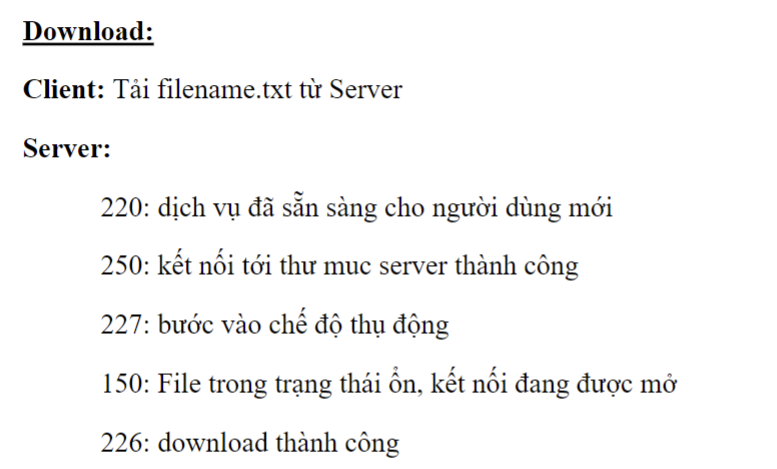 Download:
Client: Tải filename.txt từ Server
Server:
220: dịch vụ đã sẵn sàng cho người dùng mới
250: kết nối tới thư muc server thành công
227: bước vào chế độ thụ động
150: File trong trạng thái ổn, kết nối đang được mở
226: download thành công